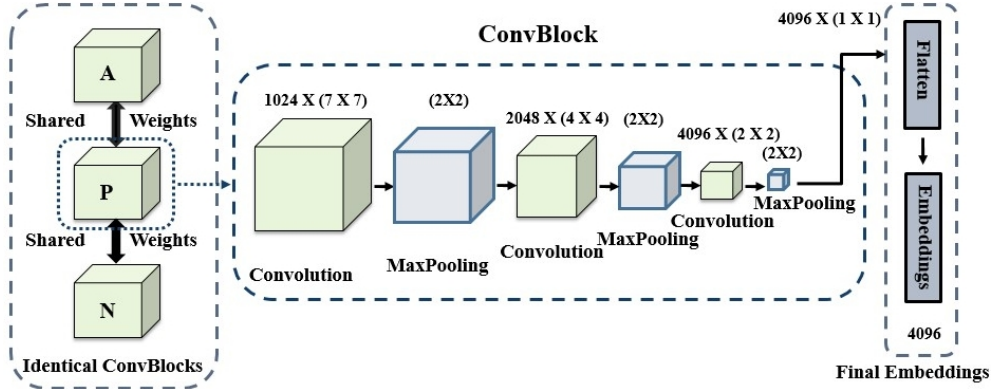 A
Shared Weights
P
Shared Weights
N
Identical ConvBlocks
ConvBlock
1024 X (7 X 7)
(2X2)
2048 X (4 X 4)
(2X2)
4096 X (2 X 2)
(2X2)
4096 X (1 X 1)
Convolution
MaxPooling
Convolution
MaxPooling
Convolution
MaxPooling
Flatten
Embeddings
4096
Final Embeddings